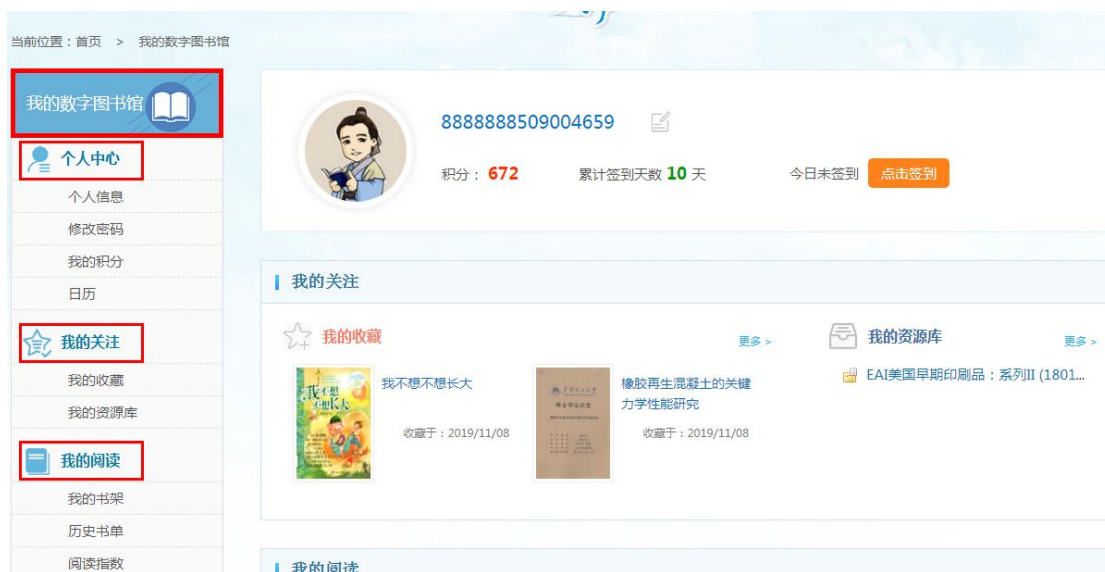 当前位置：首页 > 我的数字图书馆
我的数字图书馆
个人中心
个人信息
修改密码
我的积分
日历
我的关注
我的收藏
我的资源库
我的阅读
我的书架
历史书单
阅读指数
8888888509004659
积分：672 累计签到天数 10 天 今日未签到 点击签到
我的关注
我的收藏 更多 >
我不想不想长大
收藏于：2019/11/08
橡胶再生混凝土的关键
力学性能研究
收藏于：2019/11/08
我的资源库 更多 >
EAI美国早期印刷品：系列II (1801...
我的阅读